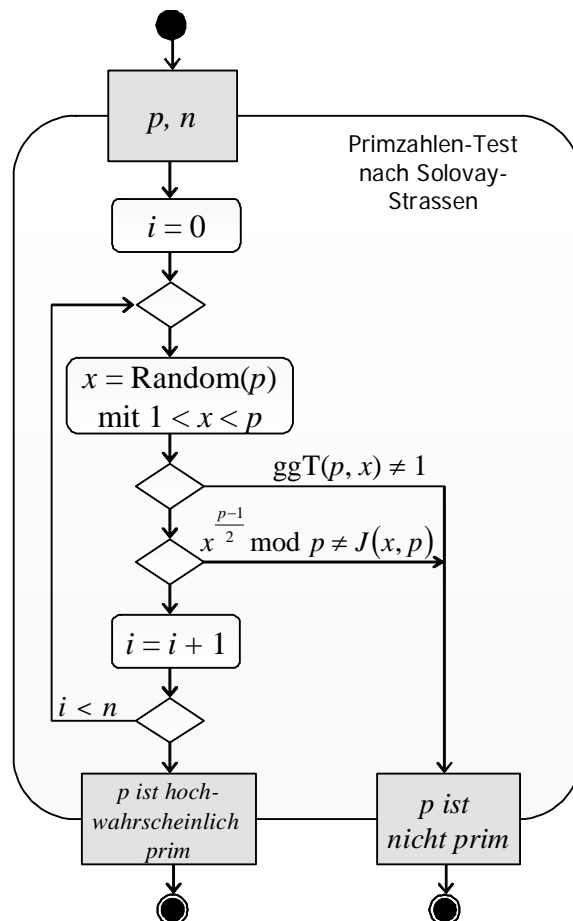 p, n
Primzahlen-Test
nach Solovay-
Strassen
i = 0
x = Random(p)
mit 1 < x < p
ggT(p, x) ≠ 1
x^((p−1)/2) mod p ≠ J(x, p)
i = i + 1
i < n
p ist hoch-
wahrscheinlich
prim
p ist
nicht prim